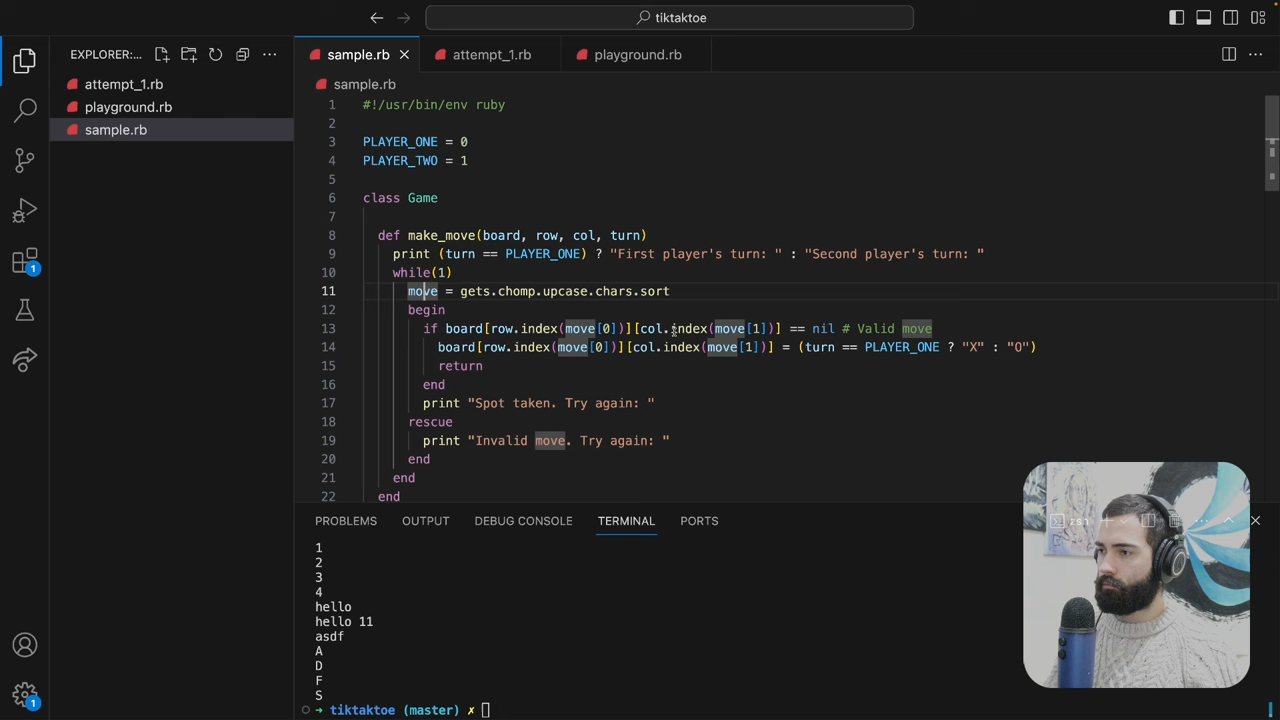 tiktaktoe
EXPLORER:...
sample.rb
attempt_1.rb
playground.rb
attempt_1.rb
playground.rb
sample.rb
sample.rb
1 #!/usr/bin/env ruby
2
3 PLAYER_ONE = 0
4 PLAYER_TWO = 1
5
6 class Game
7
8 def make_move(board, row, col, turn)
9 print (turn == PLAYER_ONE) ? "First player's turn: " : "Second player's turn: "
10 while(1)
11 move = gets.chomp.upcase.chars.sort
12 begin
13 if board[row.index(move[0])][col.index(move[1])] == nil # Valid move
14 board[row.index(move[0])][col.index(move[1])] = (turn == PLAYER_ONE ? "X" : "O")
15 return
16 end
17 print "Spot taken. Try again: "
18 rescue
19 print "Invalid move. Try again: "
20 end
21 end
22 end
1
1
PROBLEMS OUTPUT DEBUG CONSOLE TERMINAL PORTS
zsh
1
2
3
4
hello
hello 11
asdf
A
D
F
S
tiktaktoe (master) ✗